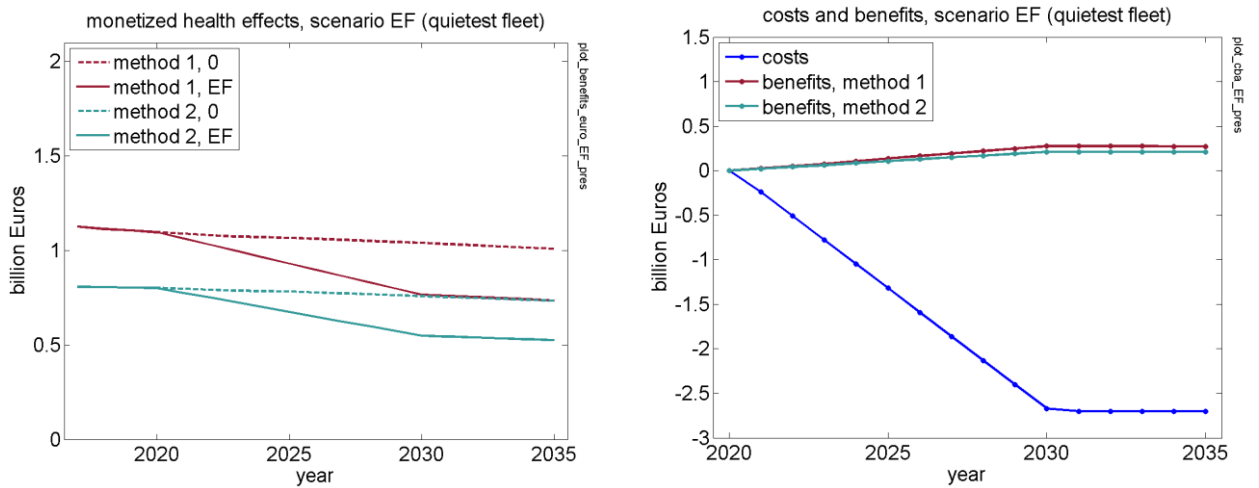 monetized health effects, scenario EF (quietest fleet)
2
1.5
1
0.5
0
billion Euros
method 1, 0
method 1, EF
method 2, 0
method 2, EF
2020
2025
2030
2035
year
plot_benefits_euro_EF_pres
costs and benefits, scenario EF (quietest fleet)
1.5
1
0.5
0
-0.5
-1
-1.5
-2
-2.5
-3
billion Euros
costs
benefits, method 1
benefits, method 2
2020
2025
2030
2035
year
plot_cba_EF_pres